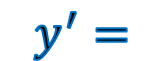 y′ =